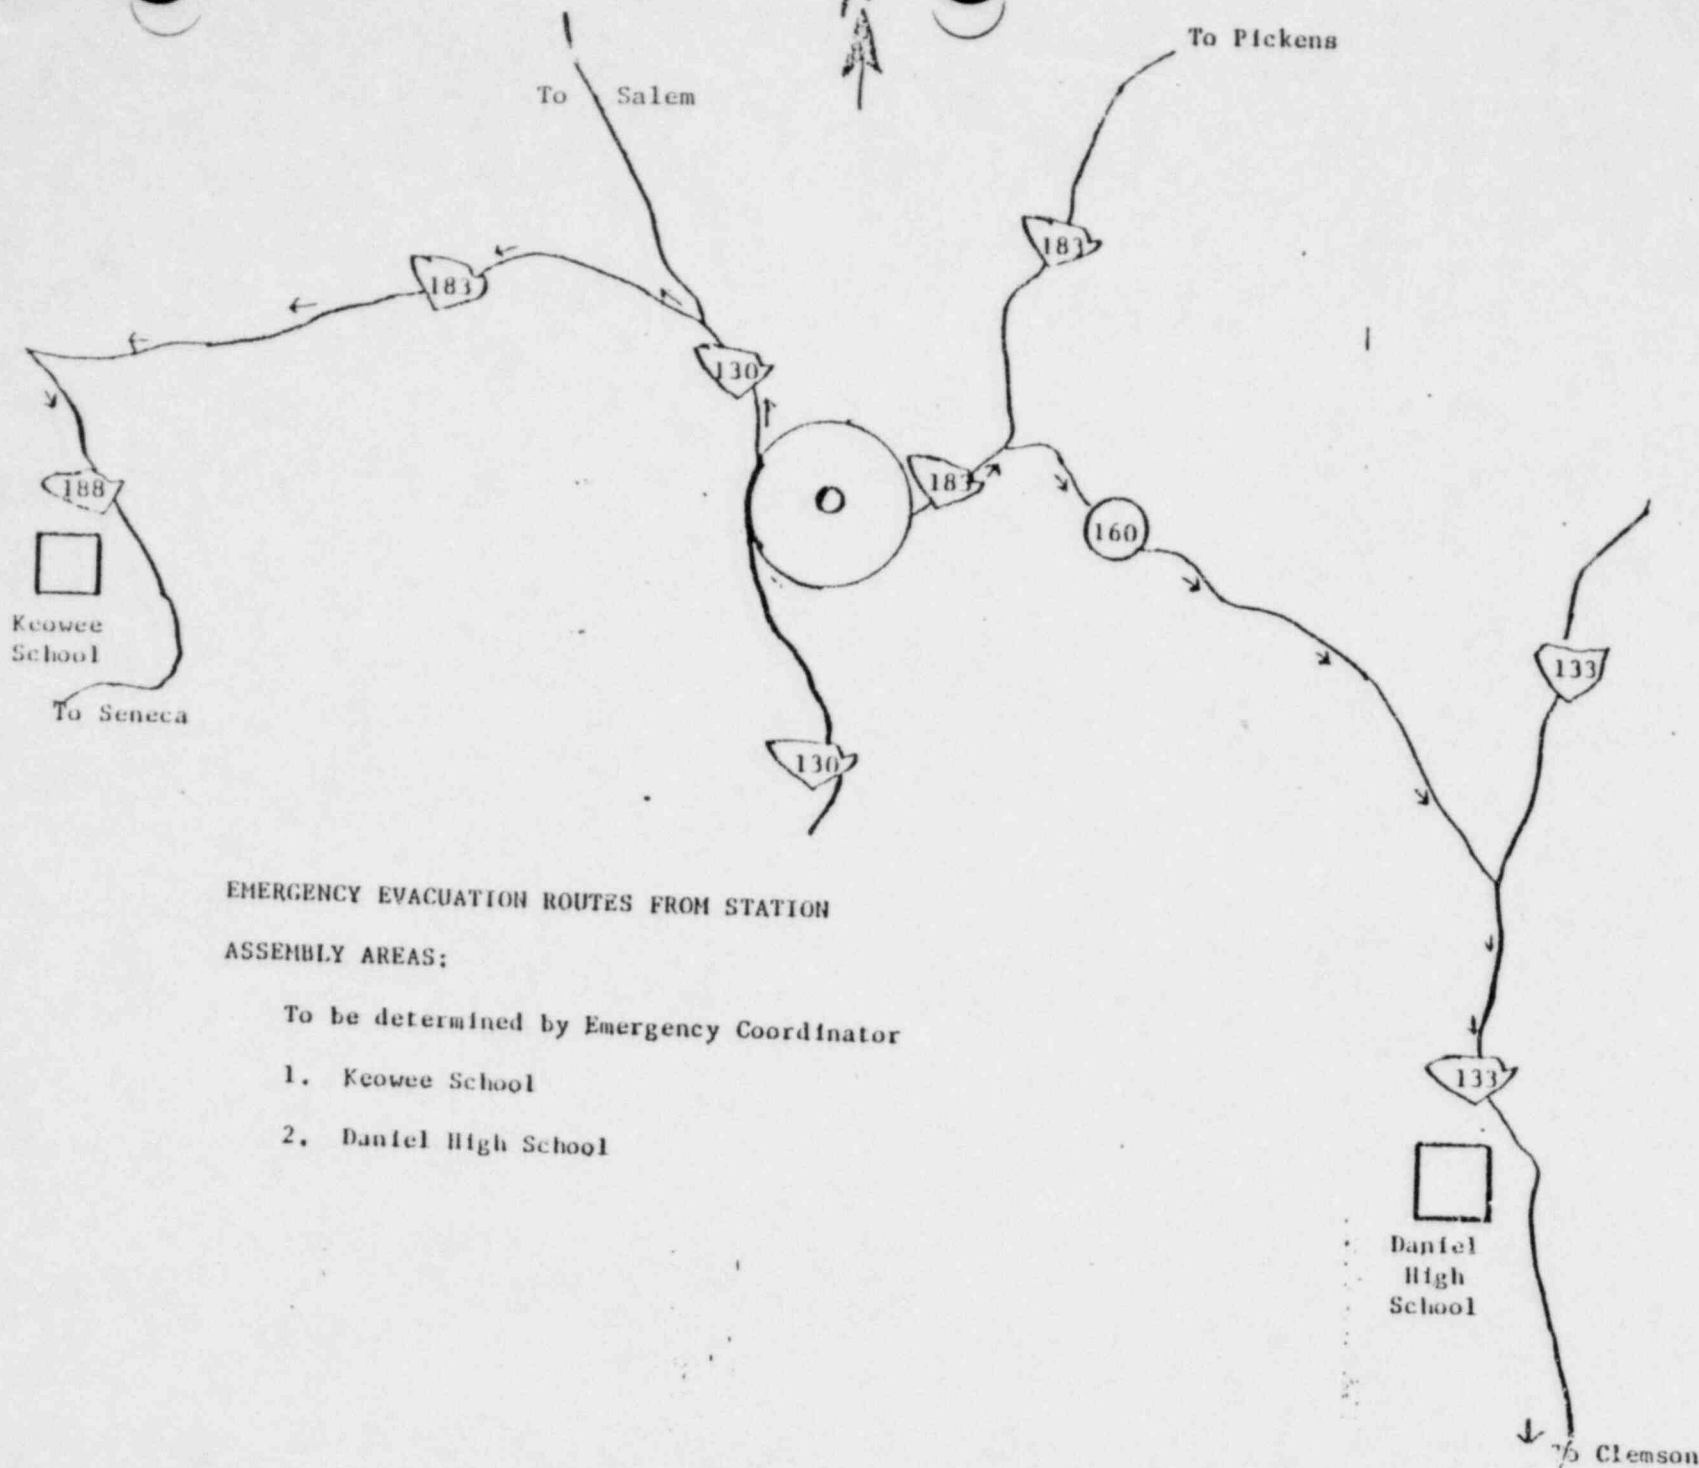 To Pickens
To Salem
183
183
130
183
188
160
Keowee
School
133
To Seneca
130
EMERGENCY EVACUATION ROUTES FROM STATION
ASSEMBLY AREAS:
To be determined by Emergency Coordinator
1. Keowee School
2. Daniel High School
133
Daniel
High
School
To Clemson